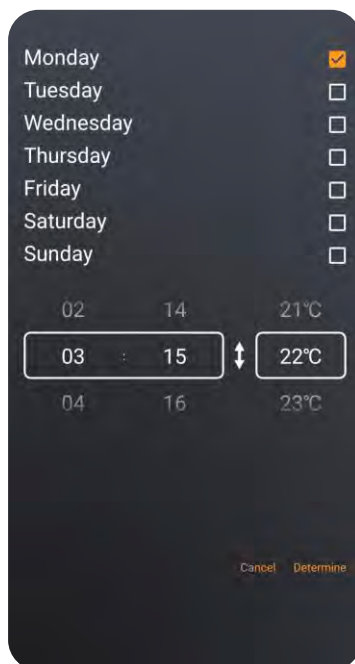 Monday
Tuesday
Wednesday
Thursday
Friday
Saturday
Sunday
02 14 21℃
03 : 15 22℃
04 16 23℃
Cancel Determine